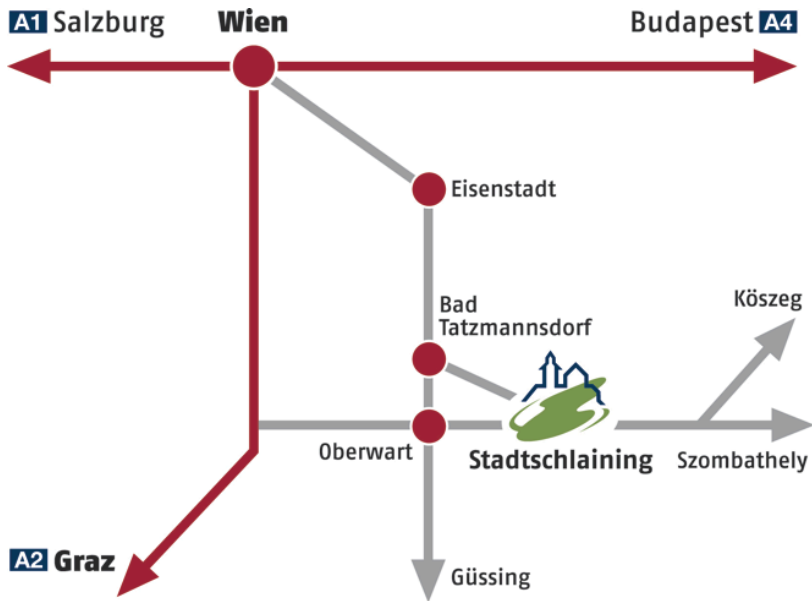 A1 Salzburg
Wien
Budapest A4
Eisenstadt
Bad
Tatzmannsdorf
Köszeg
Oberwart
Stadtschlaining
Szombathely
A2 Graz
Güssing